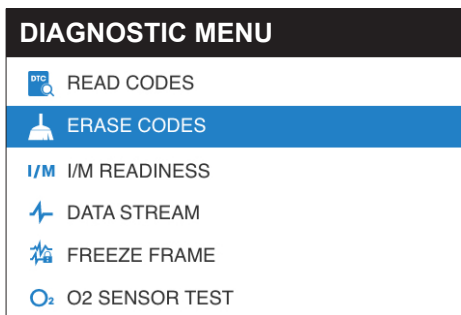 DIAGNOSTIC MENU
DTC READ CODES
ERASE CODES
I/M I/M READINESS
DATA STREAM
FREEZE FRAME
O2 O2 SENSOR TEST